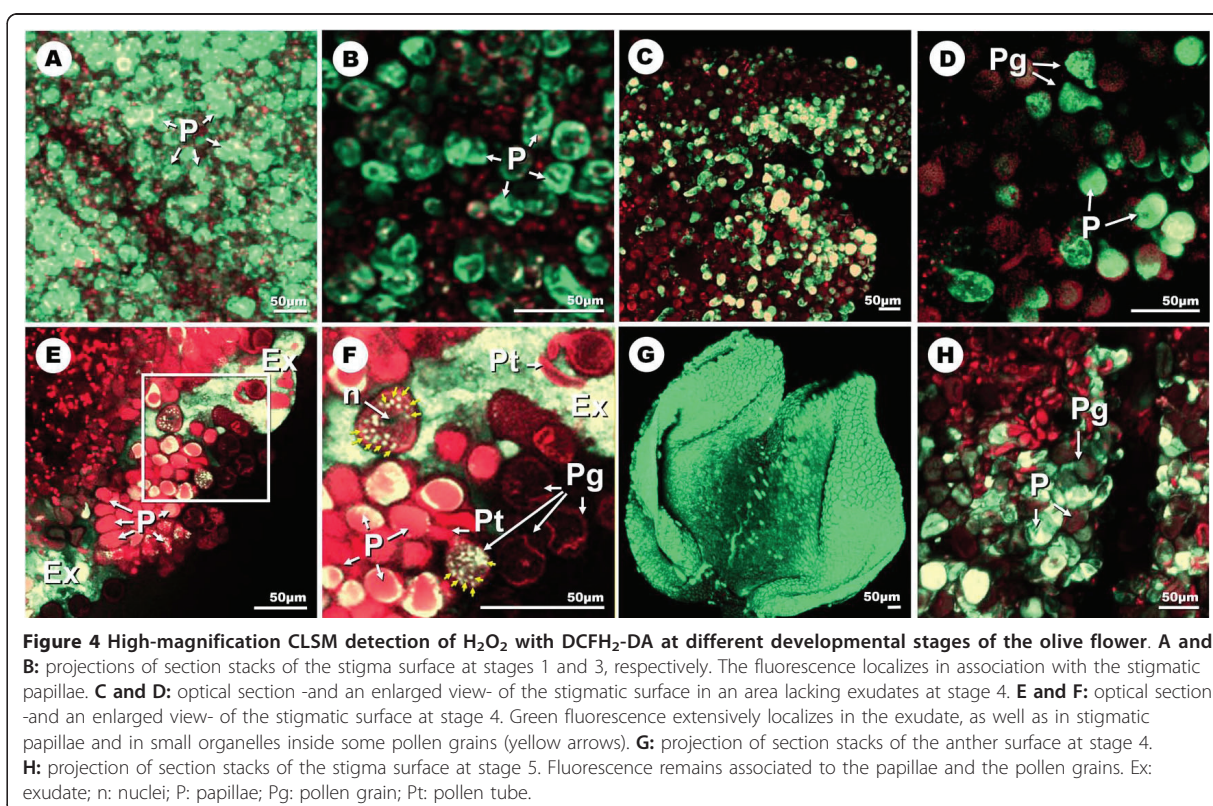 A
P
50µm
B
P
50µm
C
50µm
D
Pg
P
50µm
E
Ex
P
Ex
50µm
F
Pt
n
Ex
Pg
Pt
P
50µm
G
50µm
H
Pg
P
50µm
Figure 4 High-magnification CLSM detection of H₂O₂ with DCFH₂-DA at different developmental stages of the olive flower. A and
B: projections of section stacks of the stigma surface at stages 1 and 3, respectively. The fluorescence localizes in association with the stigmatic
papillae. C and D: optical section -and an enlarged view- of the stigmatic surface in an area lacking exudates at stage 4. E and F: optical section
-and an enlarged view- of the stigmatic surface at stage 4. Green fluorescence extensively localizes in the exudate, as well as in stigmatic
papillae and in small organelles inside some pollen grains (yellow arrows). G: projection of section stacks of the anther surface at stage 4.
H: projection of section stacks of the stigma surface at stage 5. Fluorescence remains associated to the papillae and the pollen grains. Ex:
exudate; n: nuclei; P: papillae; Pg: pollen grain; Pt: pollen tube.